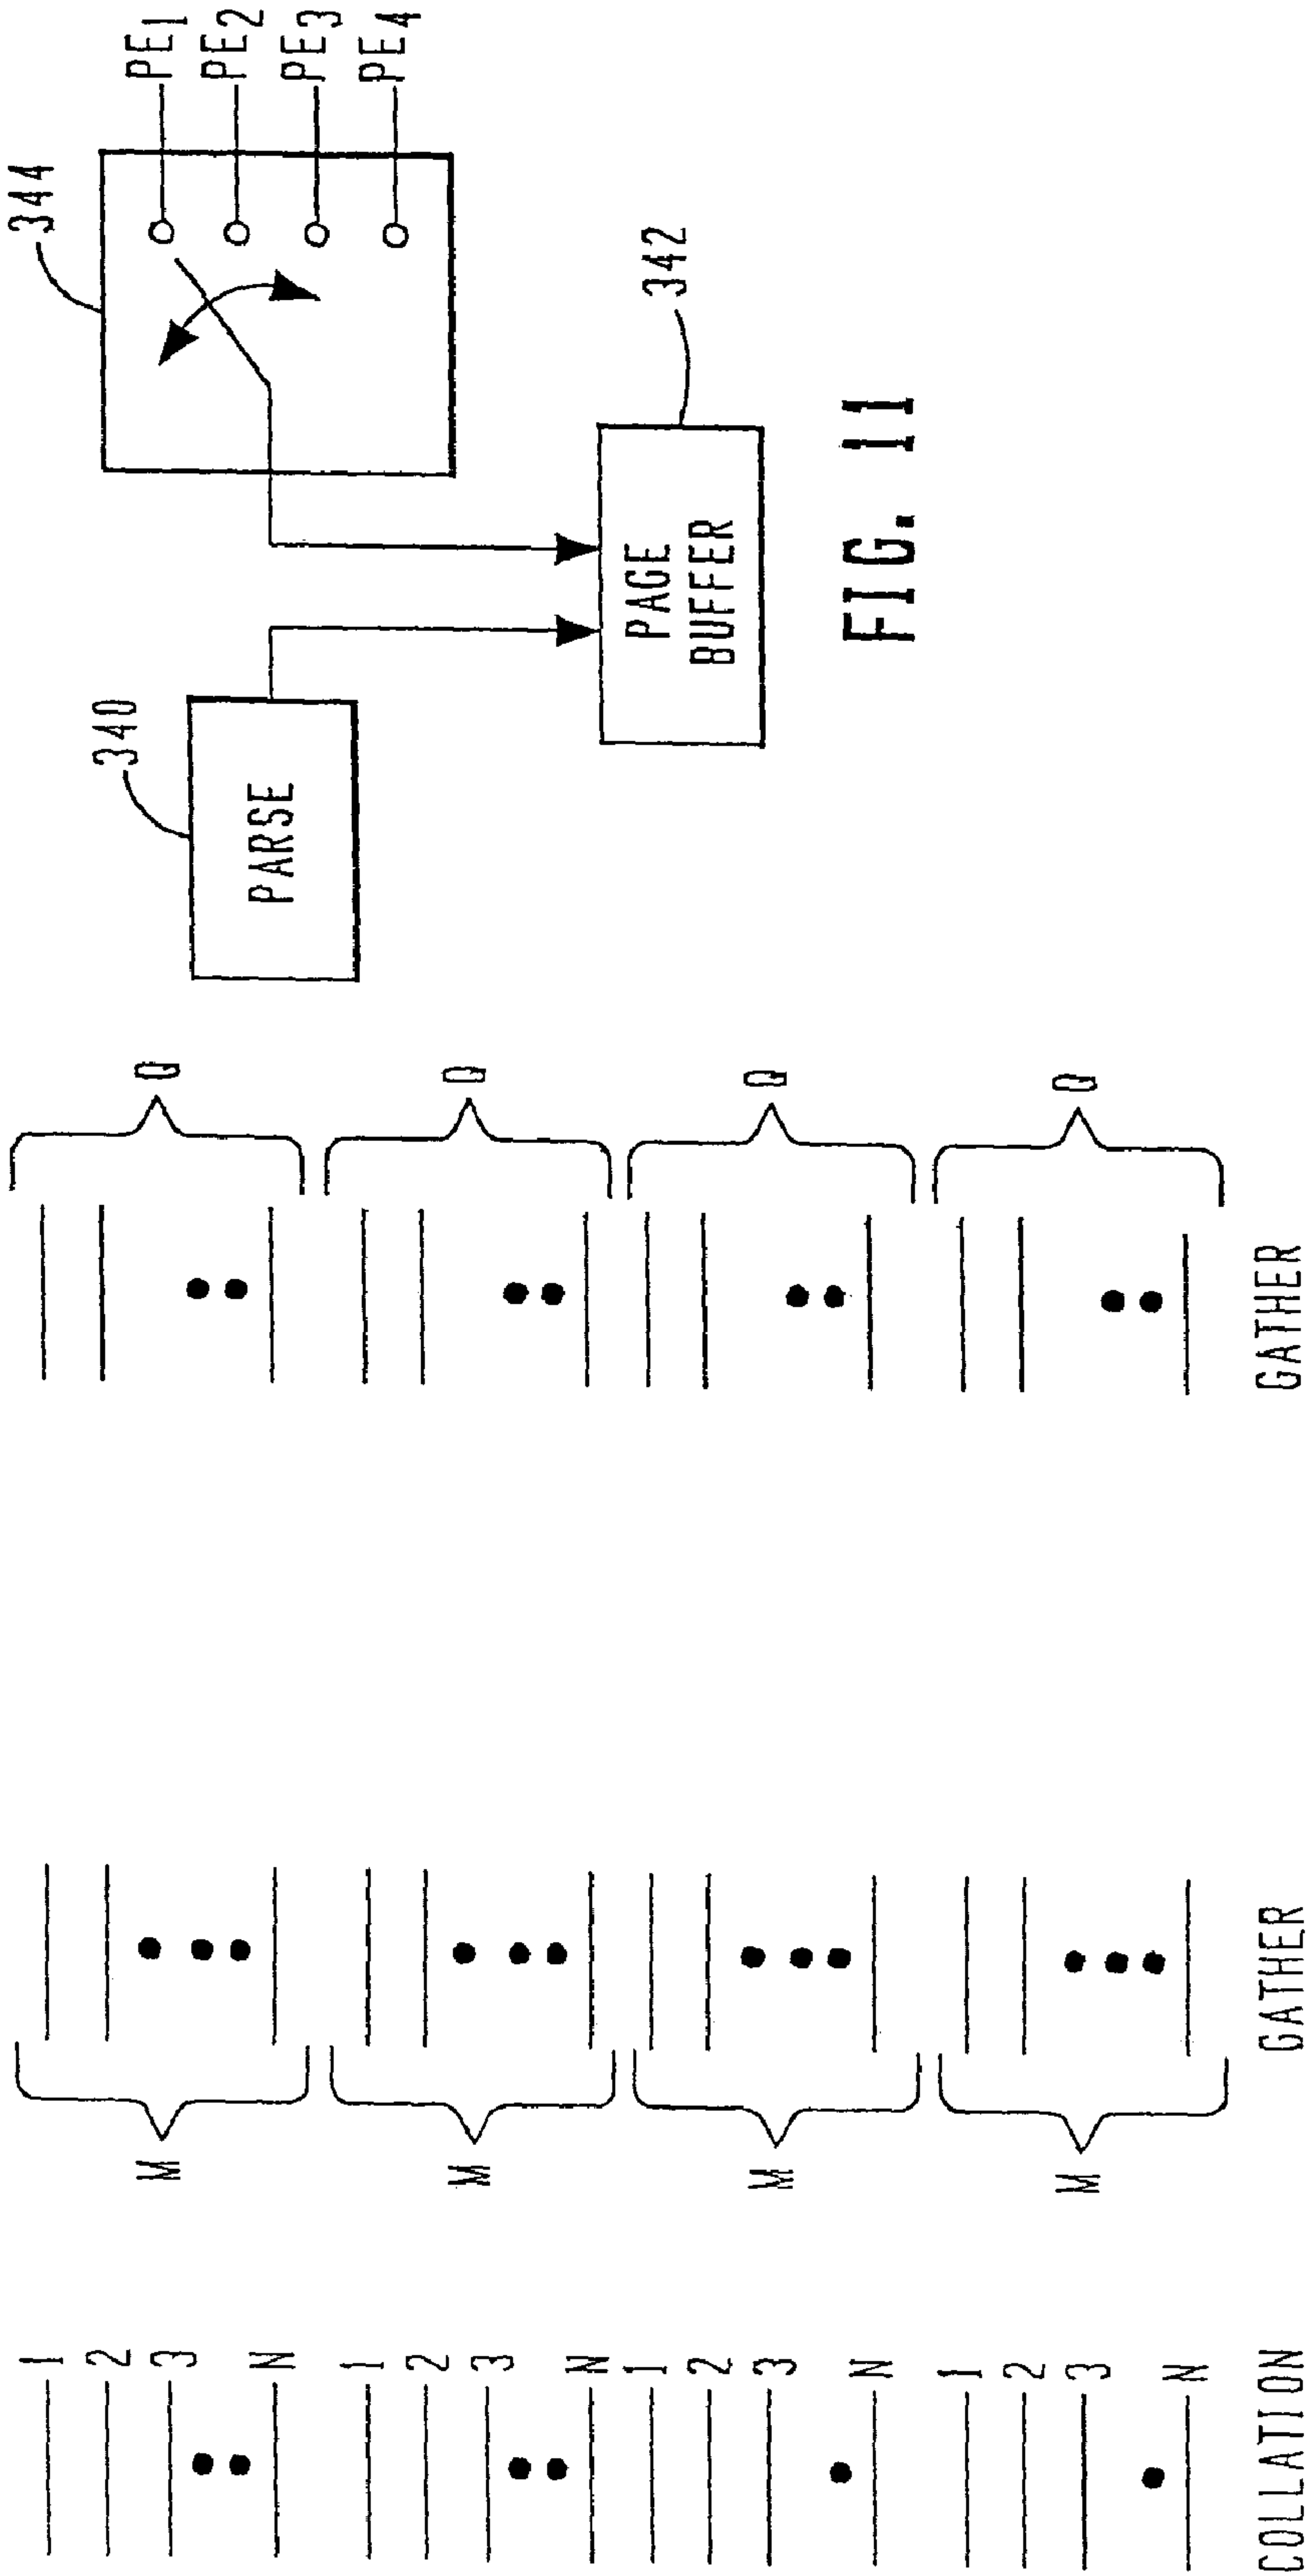 1
2
3
N
1
2
3
N
1
2
3
N
1
2
3
N
COLLATION
M
M
M
M
GATHER
Q
Q
Q
Q
GATHER
344
PE1
PE2
PE3
PE4
340
PARSE
342
PAGE
BUFFER
FIG. 11